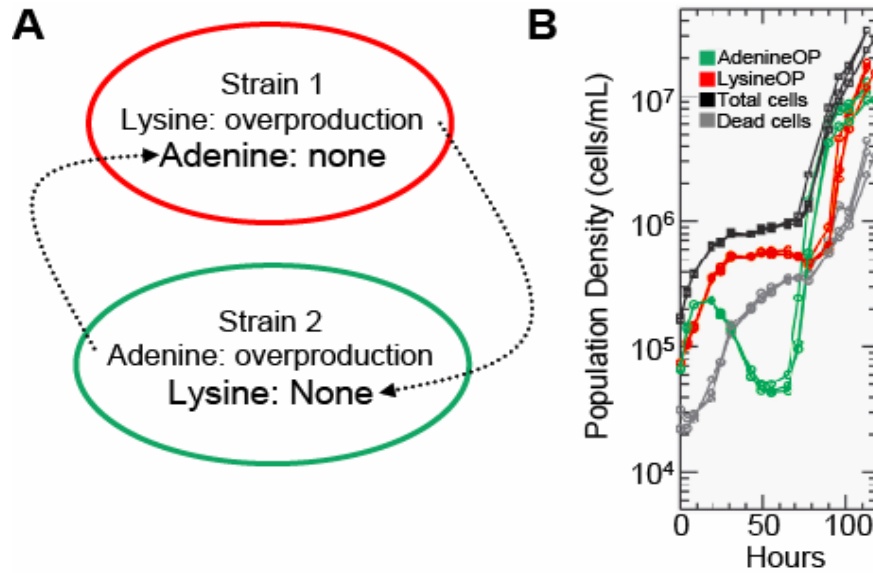 A
Strain 1
Lysine: overproduction
Adenine: none
Strain 2
Adenine: overproduction
Lysine: None
B
AdenineOP
LysineOP
Total cells
Dead cells
Population Density (cells/mL)
10⁷
10⁶
10⁵
10⁴
0 50 100
Hours